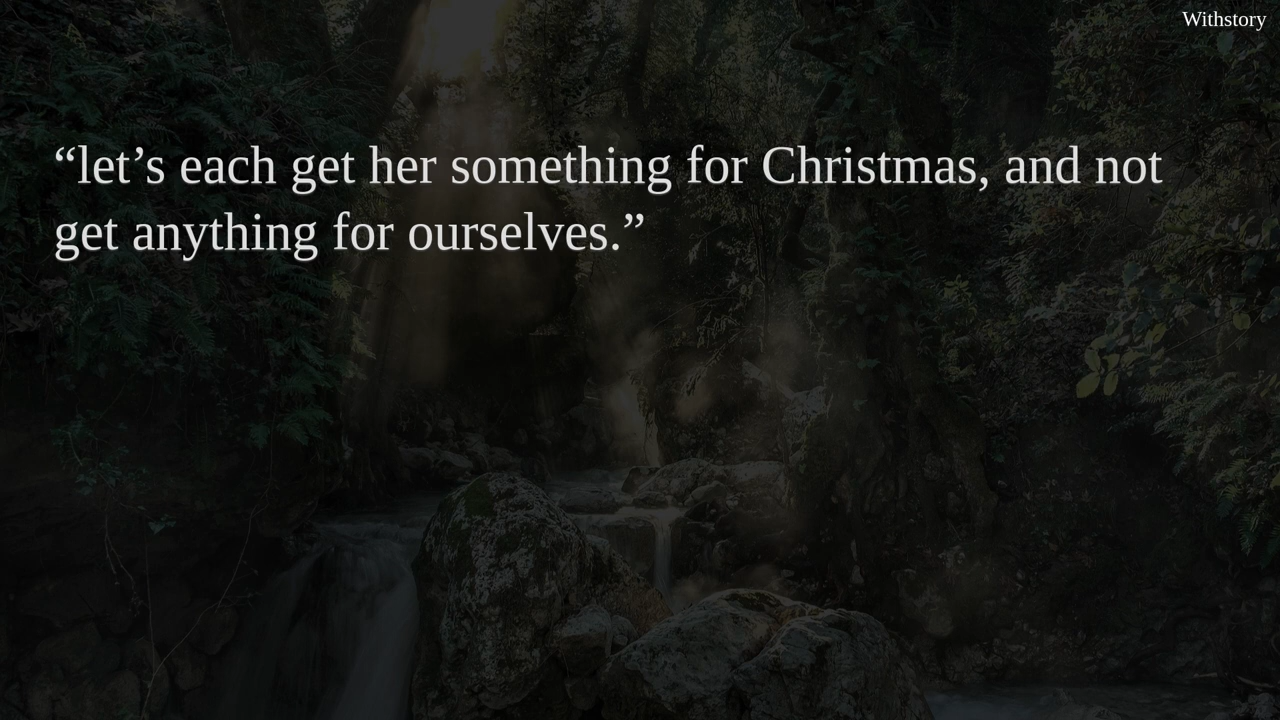 Withstory
“let’s each get her something for Christmas, and not
get anything for ourselves.”